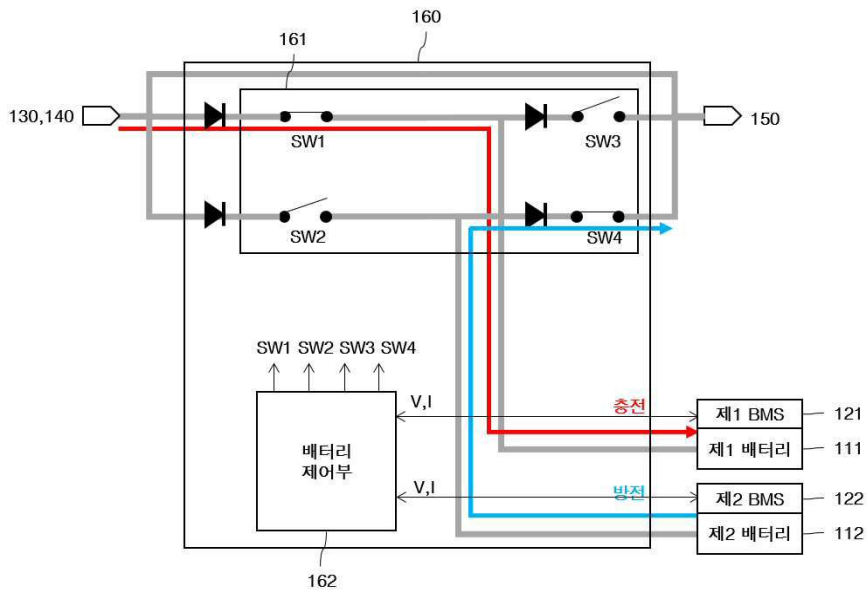 160
161
130,140
150
SW1
SW3
SW2
SW4
SW1 SW2 SW3 SW4
V,I
충전
제1 BMS
121
배터리
제어부
제1 배터리
111
V,I
방전
제2 BMS
122
제2 배터리
112
162